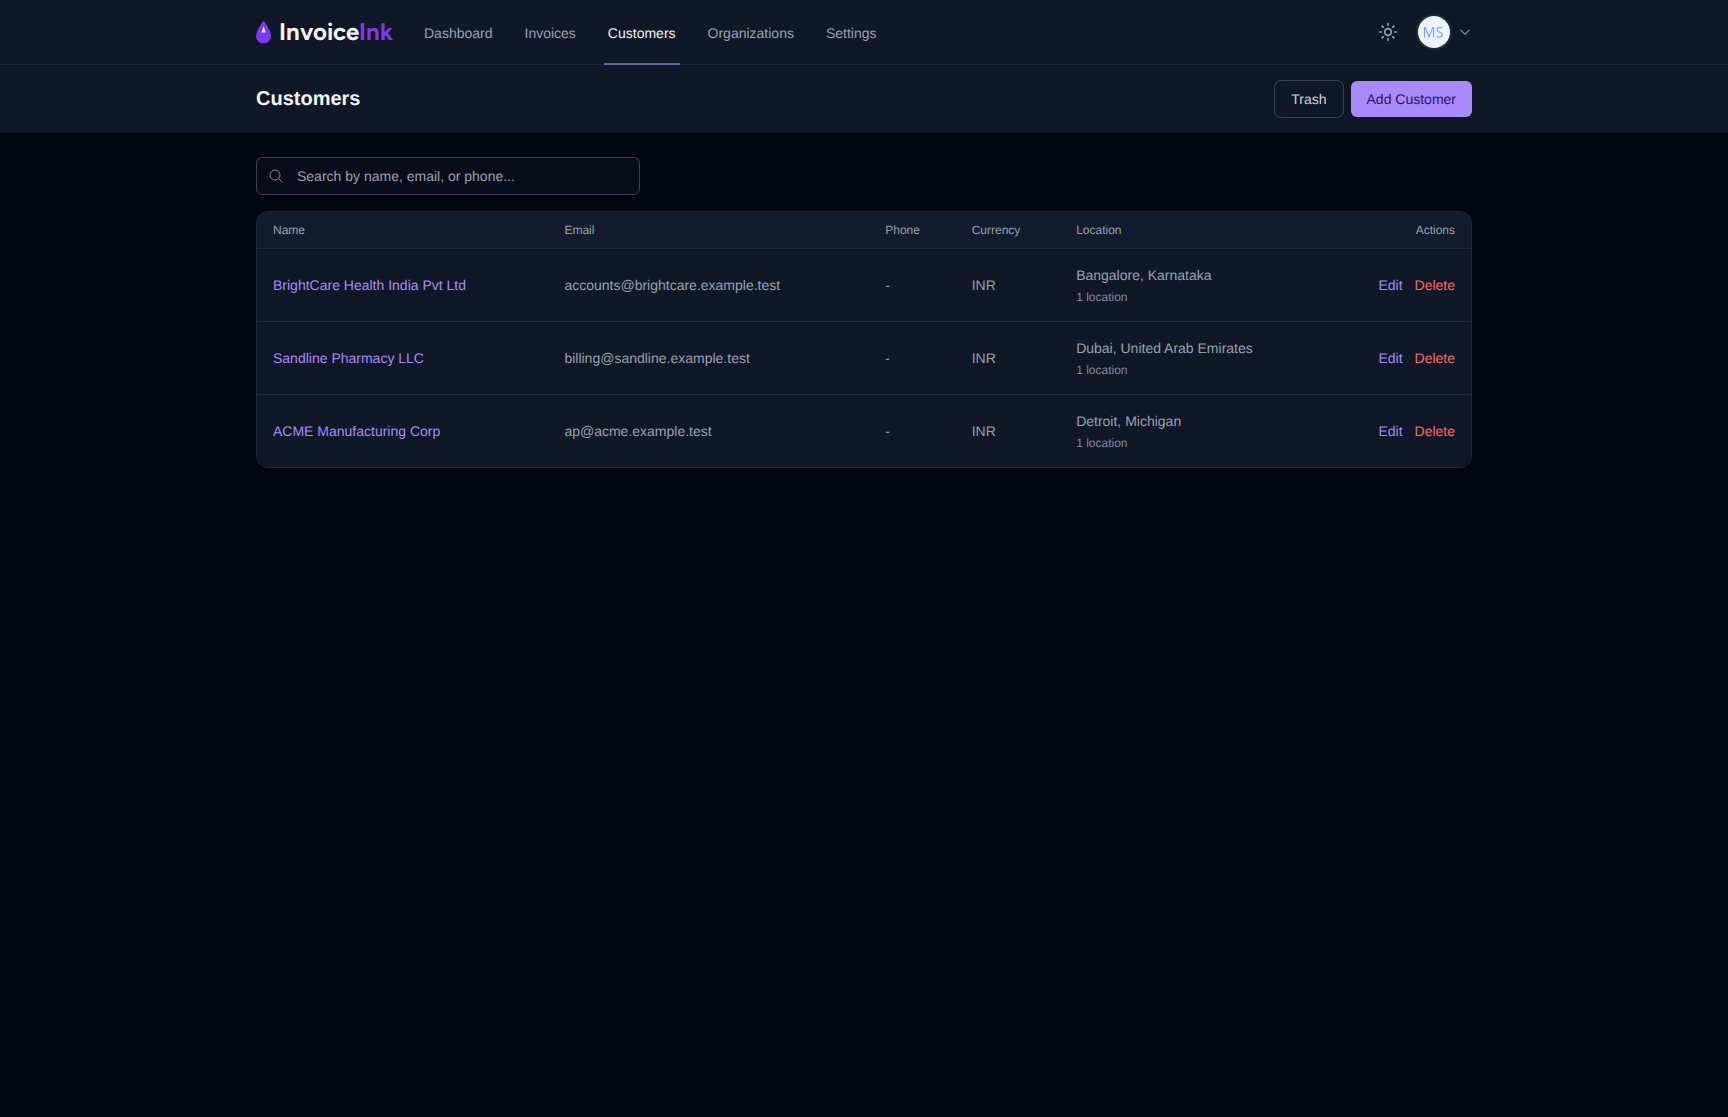 InvoiceInk Dashboard Invoices Customers Organizations Settings MS
Customers Trash Add Customer
Search by name, email, or phone...
Name Email Phone Currency Location Actions
BrightCare Health India Pvt Ltd accounts@brightcare.example.test - INR Bangalore, Karnataka Edit Delete
1 location
Sandline Pharmacy LLC billing@sandline.example.test - INR Dubai, United Arab Emirates Edit Delete
1 location
ACME Manufacturing Corp ap@acme.example.test - INR Detroit, Michigan Edit Delete
1 location